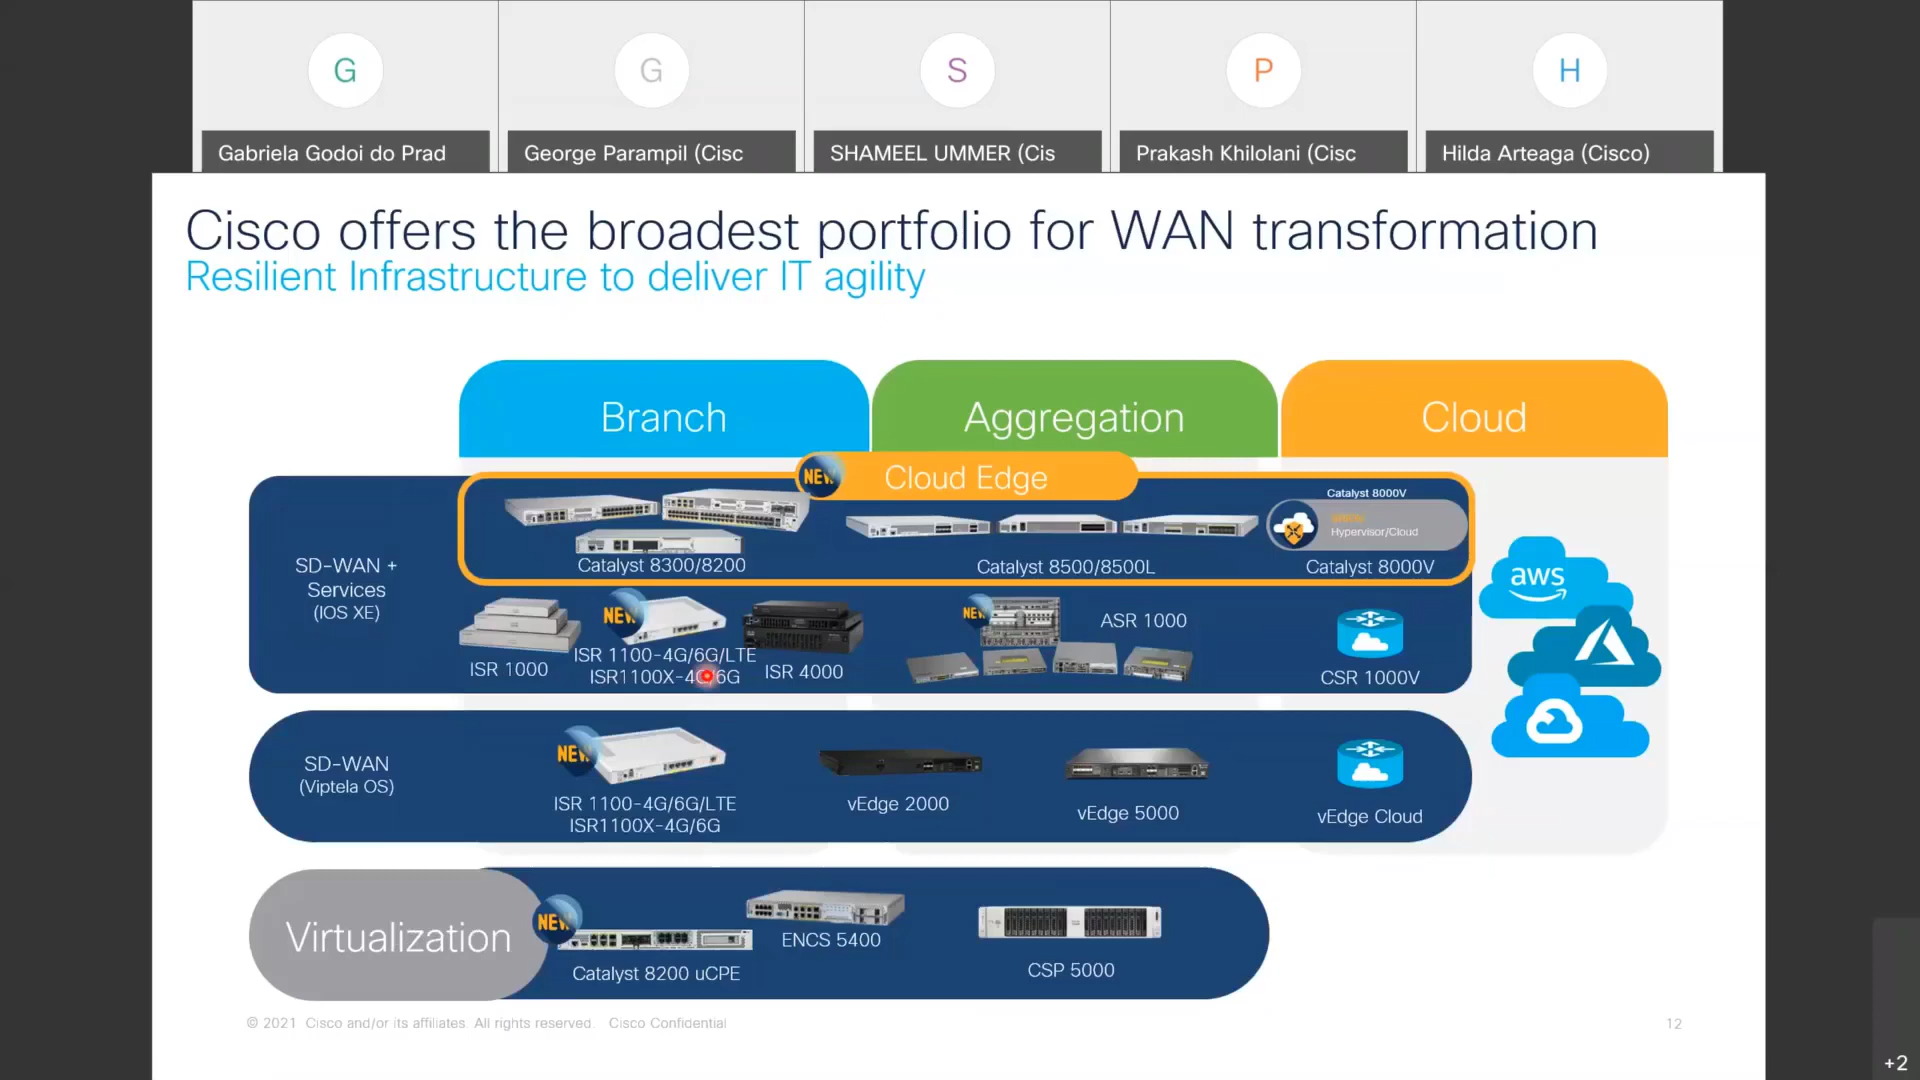 G
G
S
P
H
Gabriela Godoi do Prad
George Parampil (Cisc
SHAMEEL UMMER (Cis
Prakash Khilolani (Cisc
Hilda Arteaga (Cisco)
Cisco offers the broadest portfolio for WAN transformation
Resilient Infrastructure to deliver IT agility
Branch
Aggregation
Cloud
NEW
Cloud Edge
SD-WAN +
Services
(IOS XE)
Catalyst 8300/8200
Catalyst 8500/8500L
Catalyst 8000V
Hypervisor/Cloud
Catalyst 8000V
ISR 1000
NEW
ISR 1100-4G/6G/LTE
ISR1100X-4G/6G
ISR 4000
NEW
ASR 1000
CSR 1000V
aws
SD-WAN
(Viptela OS)
NEW
ISR 1100-4G/6G/LTE
ISR1100X-4G/6G
vEdge 2000
vEdge 5000
vEdge Cloud
Virtualization
NEW
Catalyst 8200 uCPE
ENCS 5400
CSP 5000
© 2021 Cisco and/or its affiliates. All rights reserved. Cisco Confidential
12
+2